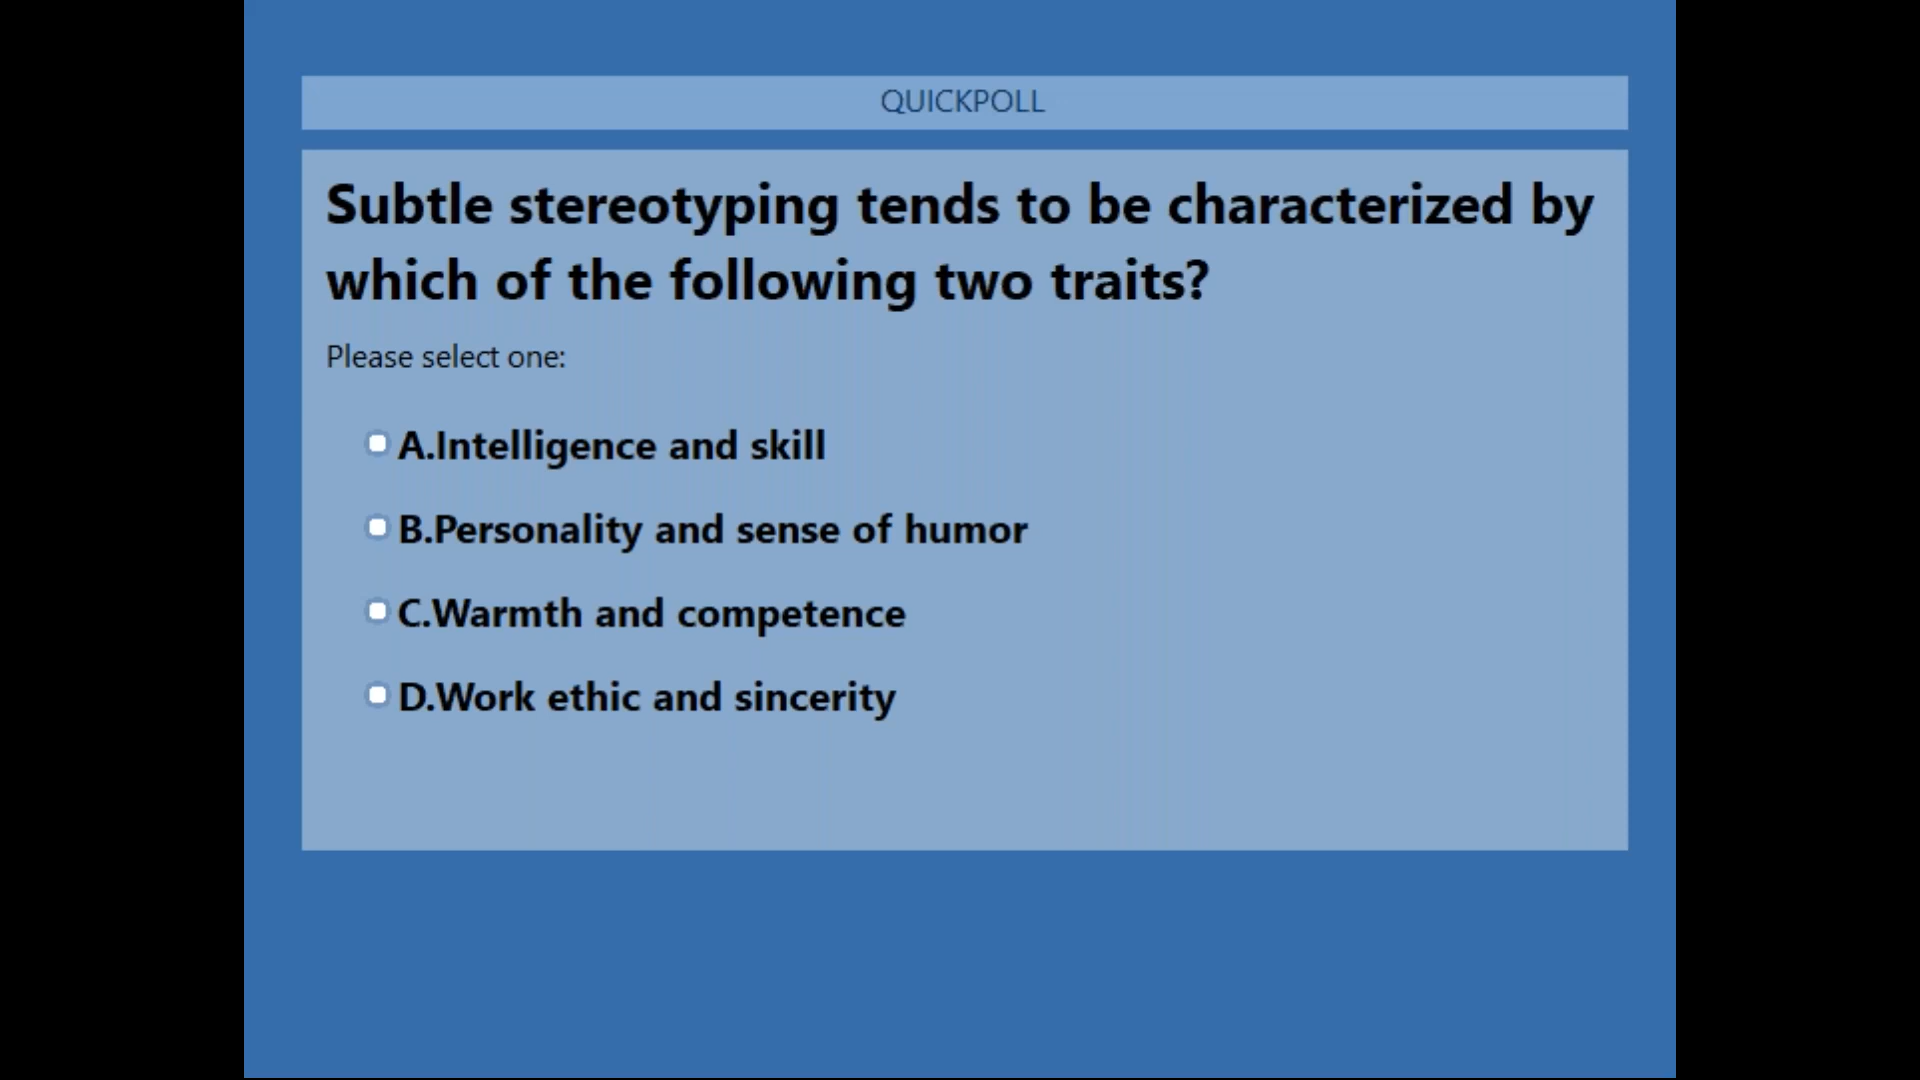 QUICKPOLL
Subtle stereotyping tends to be characterized by
which of the following two traits?
Please select one:
A.Intelligence and skill
B.Personality and sense of humor
C.Warmth and competence
D.Work ethic and sincerity